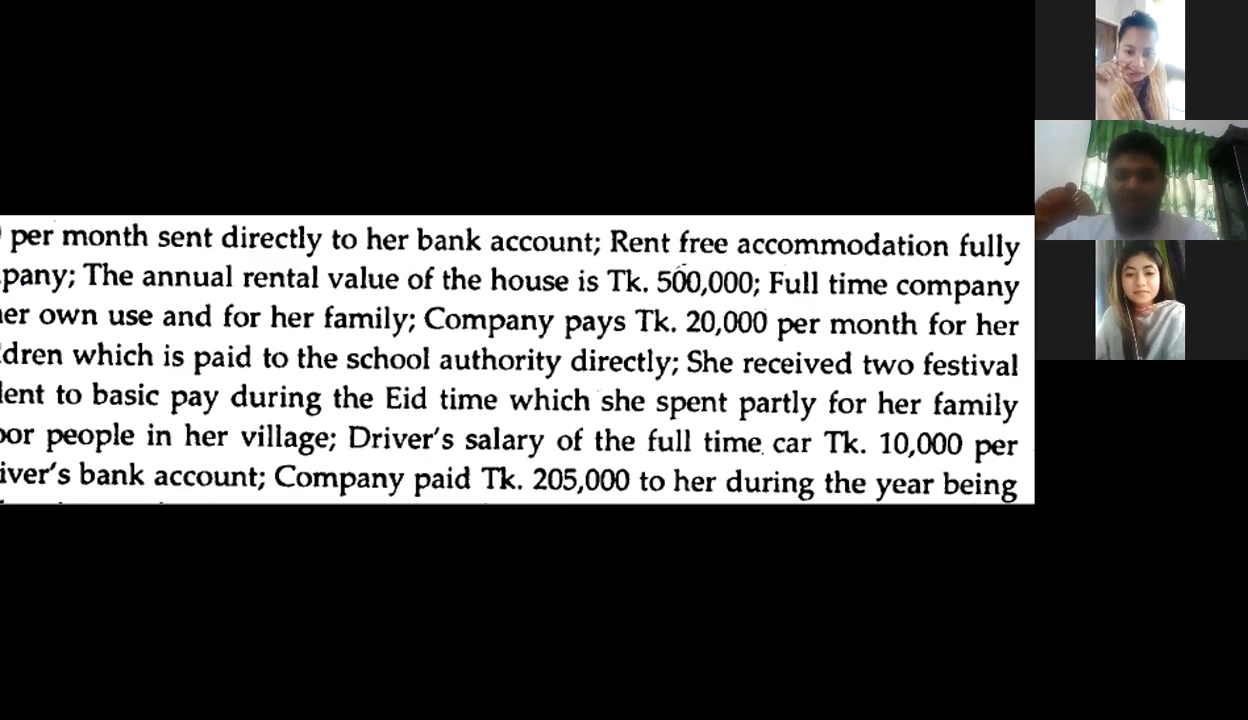 per month sent directly to her bank account; Rent free accommodation fully
pany; The annual rental value of the house is Tk. 500,000; Full time company
er own use and for her family; Company pays Tk. 20,000 per month for her
dren which is paid to the school authority directly; She received two festival
lent to basic pay during the Eid time which she spent partly for her family
oor people in her village; Driver's salary of the full time car Tk. 10,000 per
iver's bank account; Company paid Tk. 205,000 to her during the year being